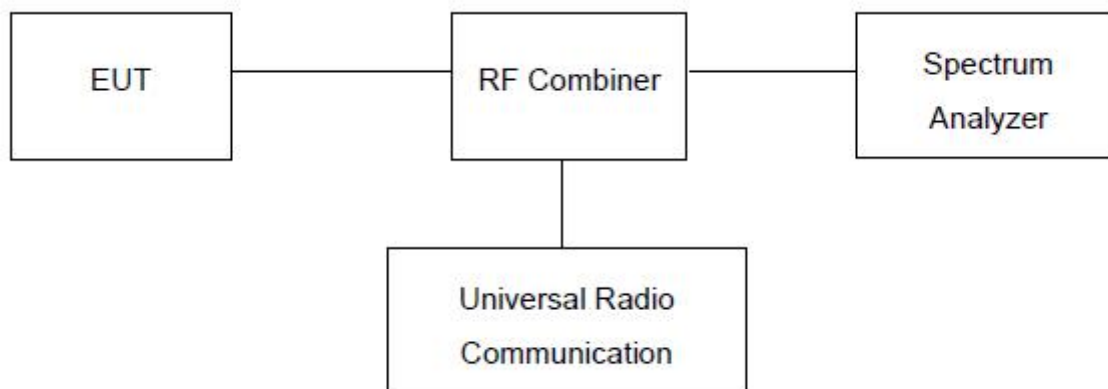 EUT
RF Combiner
Spectrum
Analyzer
Universal Radio
Communication